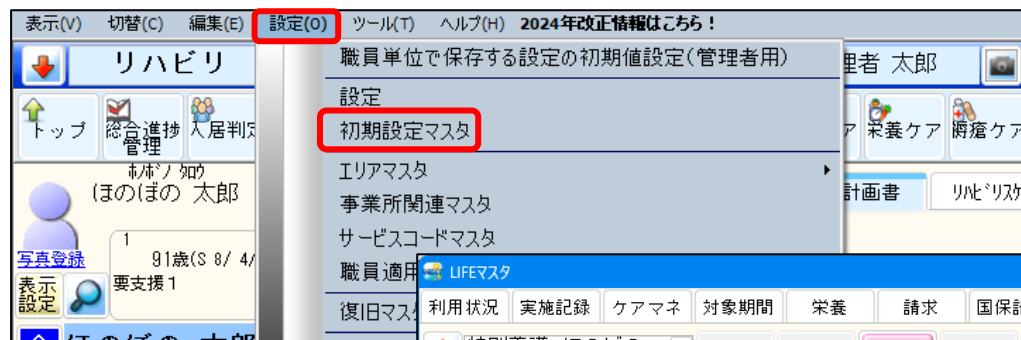 表示(V) 切替(C) 編集(E) 設定(O) ツール(T) ヘルプ(H) 2024年改正情報はこちら！
リハビリ
職員単位で保存する設定の初期値設定(管理者用)
理者 太郎
設定
トップ 総合進捗管理 入居判定
初期設定マスタ
ア 栄養ケア 褥瘡ケア
ホノボノ タロウ
ほのぼの 太郎
エリアマスタ
計画書 リハビリスケ
事業所関連マスタ
1
91歳(S 8/ 4/
サービスコードマスタ
写真登録
要支援1
表示設定
職員適用
LIFEマスタ
復旧マス
利用状況 実施記録 ケアマネ 対象期間 栄養 請求 国保
ほのぼの 太郎